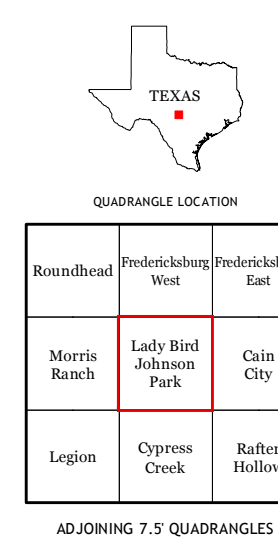 TEXAS
QUADRANGLE LOCATION
Roundhead
Fredericksburg
West
East
Morris
Ranch
Lady Bird
Johnson
Park
Cain
City
Legion
Cypress
Creek
ADJOINING 7.5' QUADRANGLES